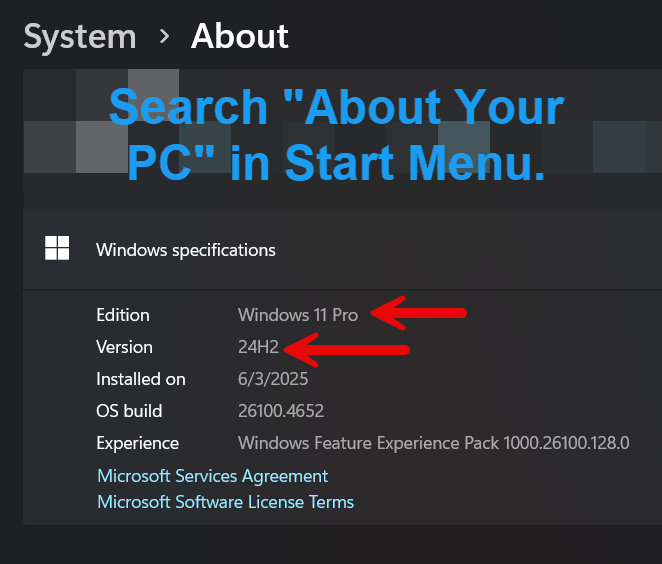 System > About
Search "About Your
PC" in Start Menu.
Windows specifications
Edition Windows 11 Pro
Version 24H2
Installed on 6/3/2025
OS build 26100.4652
Experience Windows Feature Experience Pack 1000.26100.128.0
Microsoft Services Agreement
Microsoft Software License Terms